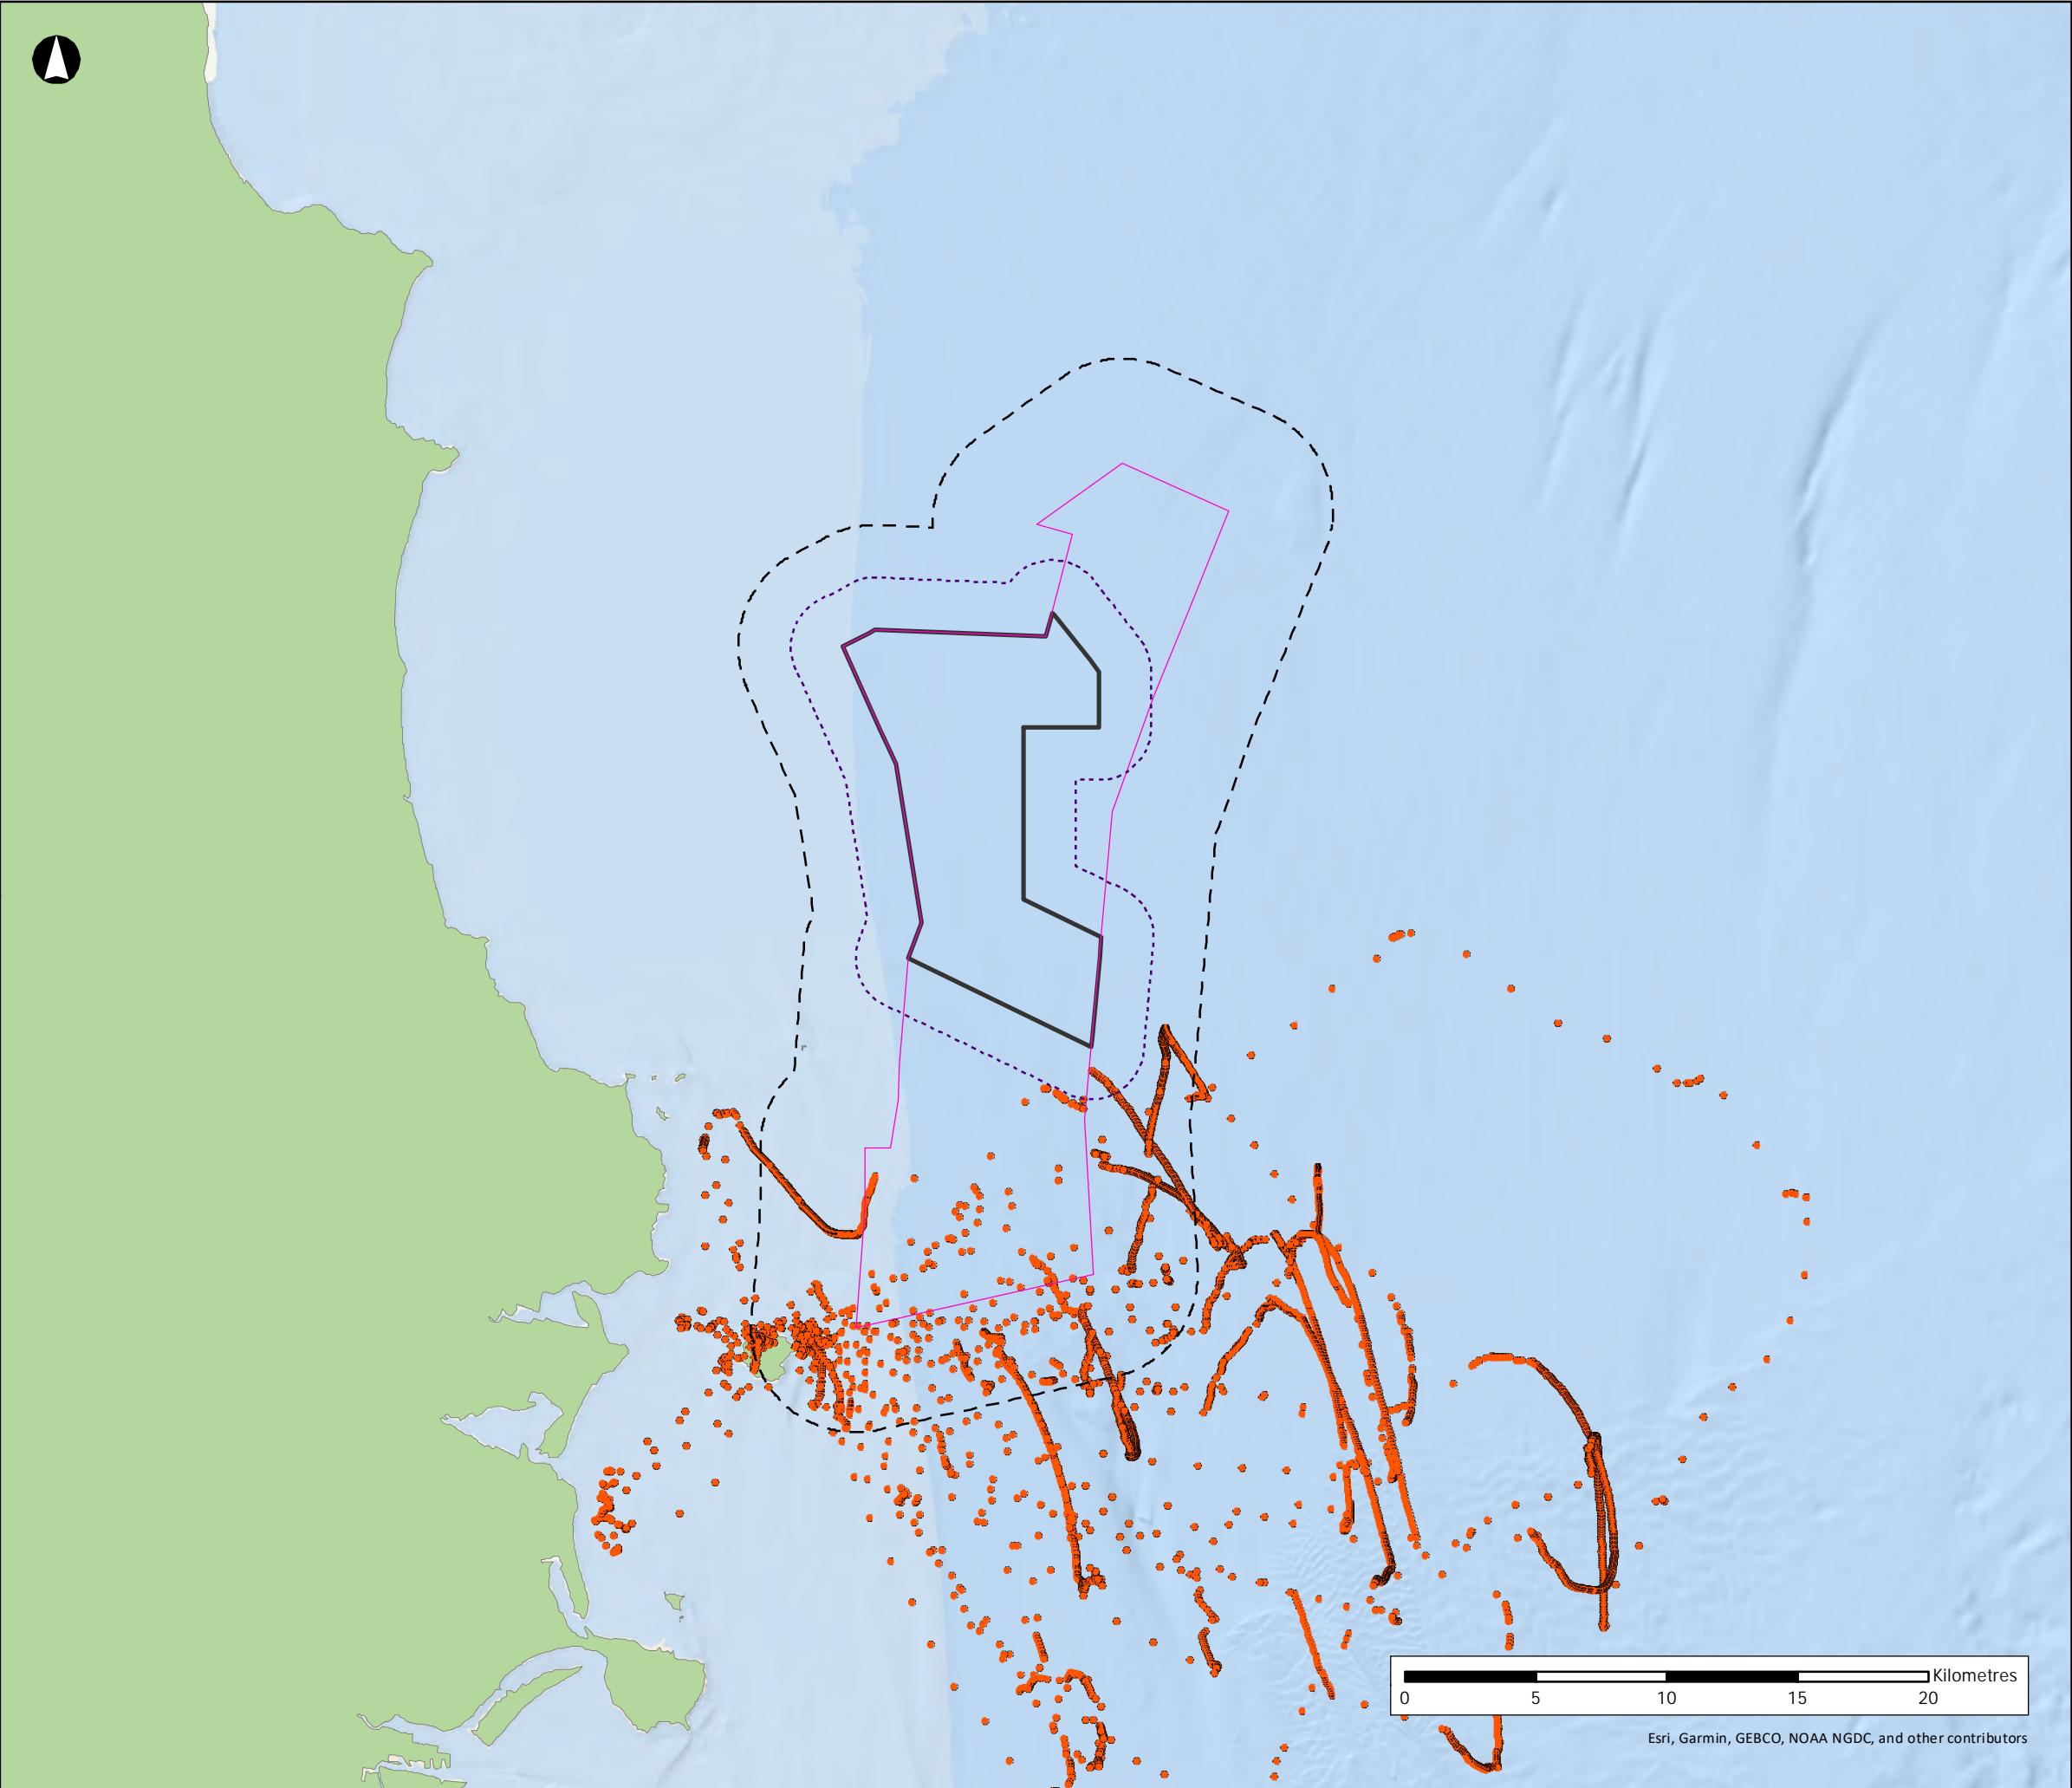 Kilometres
0 5 10 15 20
Esri, Garmin, GEBCO, NOAA NGDC, and other contributors